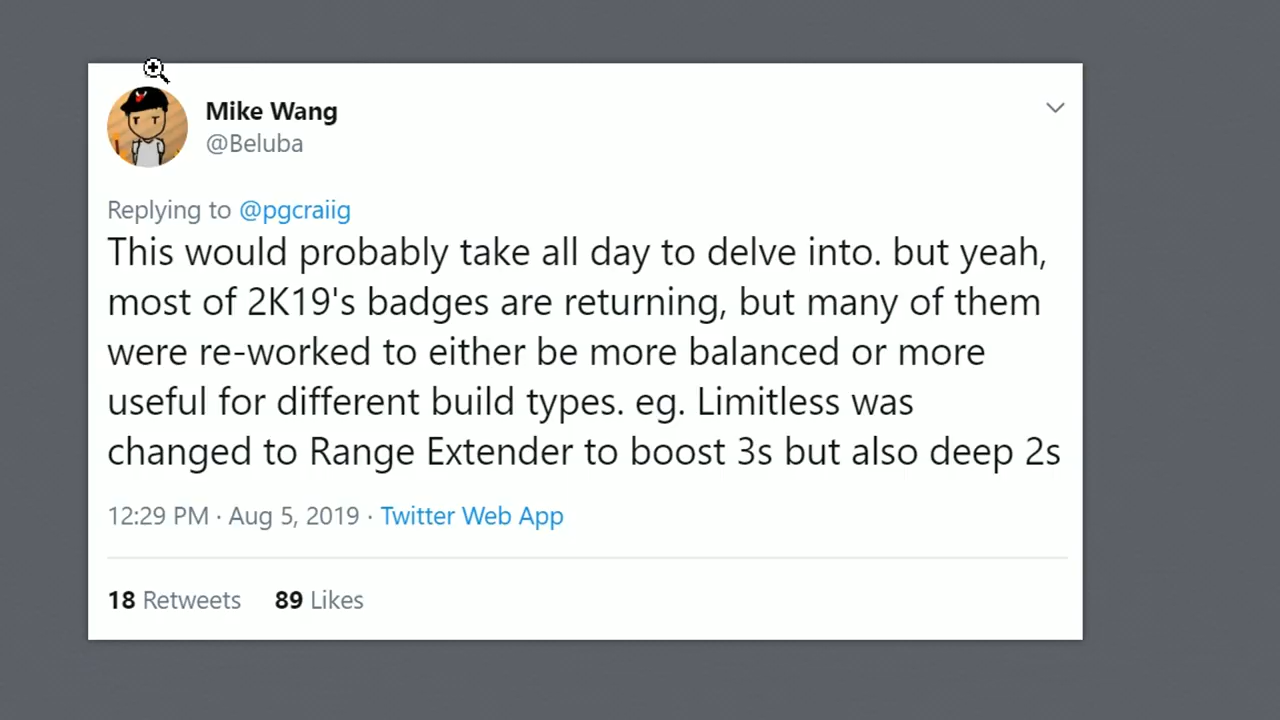 Mike Wang
@Beluba
Replying to @pgcraiig
This would probably take all day to delve into. but yeah,
most of 2K19's badges are returning, but many of them
were re-worked to either be more balanced or more
useful for different build types. eg. Limitless was
changed to Range Extender to boost 3s but also deep 2s
12:29 PM · Aug 5, 2019 · Twitter Web App
18 Retweets 89 Likes